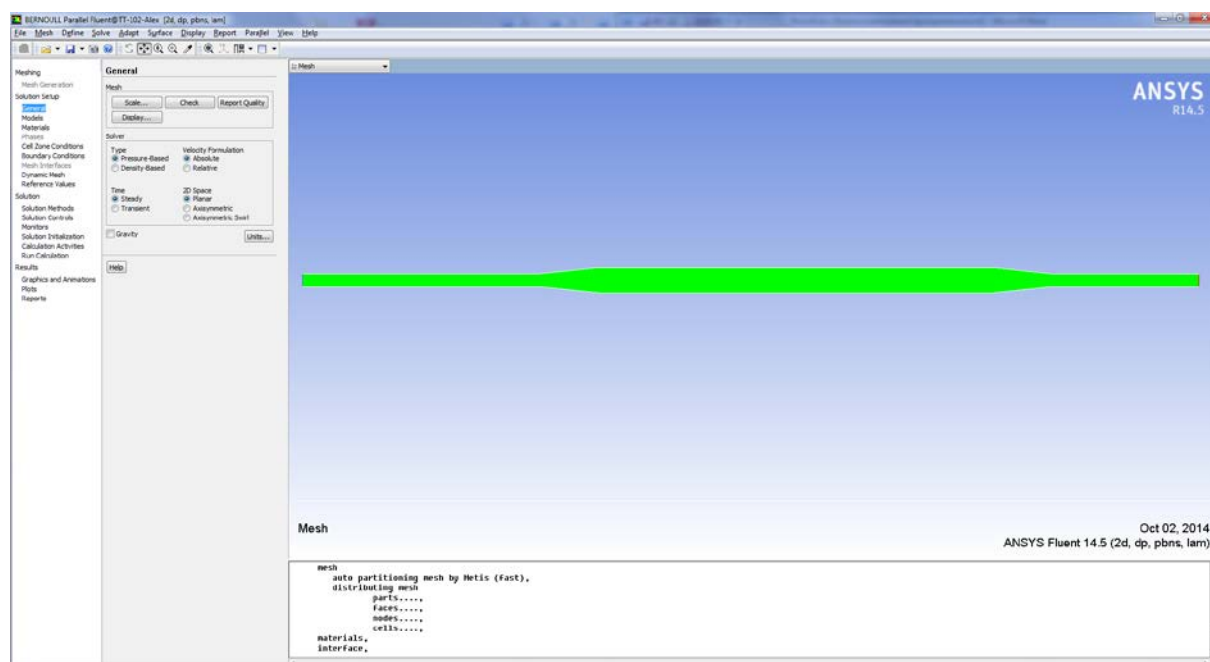 BERNOULL Parallel Fluent@TT-102-Alex [2d, dp, pbns, lam]
File Mesh Define Solve Adapt Surface Display Report Parallel View Help
Meshing
Mesh Generation
Solution Setup
General
Models
Materials
Phases
Cell Zone Conditions
Boundary Conditions
Mesh Interfaces
Dynamic Mesh
Reference Values
Solution
Solution Methods
Solution Controls
Monitors
Solution Initialization
Calculation Activities
Run Calculation
Results
Graphics and Animations
Plots
Reports
General
Mesh
Scale... Check Report Quality
Display...
Solver
Type Velocity Formulation
Pressure-Based Absolute
Density-Based Relative
Time 2D Space
Steady Planar
Transient Axisymmetric
Axisymmetric Swirl
Gravity Units...
Help
1: Mesh
ANSYS
R14.5
Mesh
Oct 02, 2014
ANSYS Fluent 14.5 (2d, dp, pbns, lam)
mesh
auto partitioning mesh by Metis (fast),
distributing mesh
parts....,
faces....,
nodes....,
cells....,
materials,
interface,